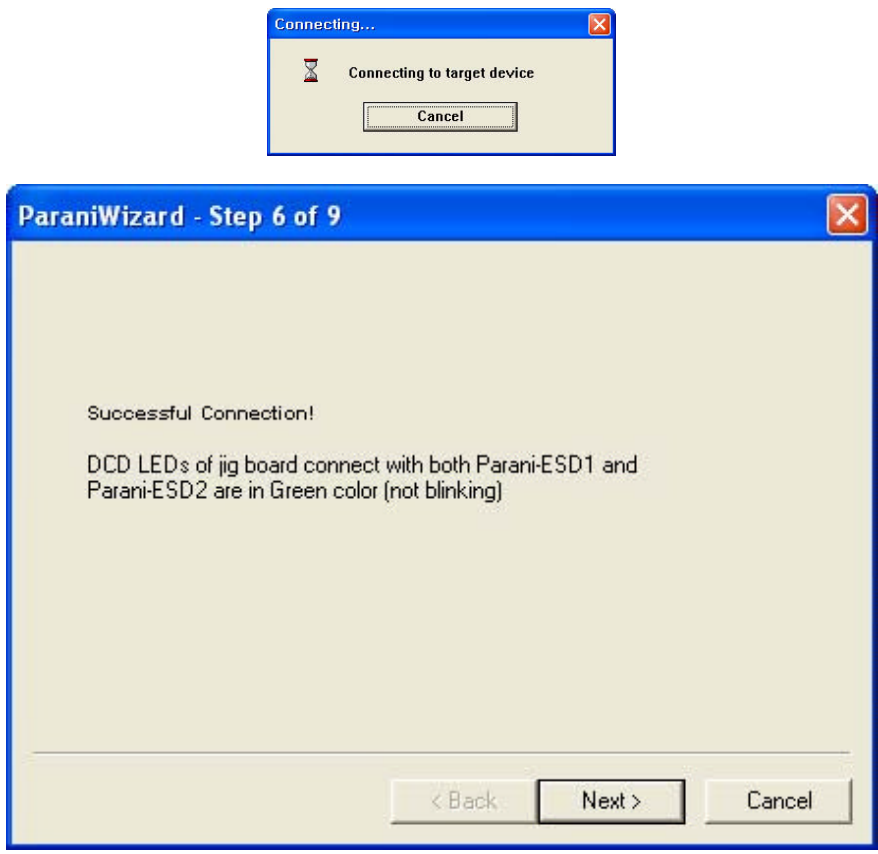 Connecting...
Connecting to target device
Cancel
ParaniWizard - Step 6 of 9
Successful Connection!
DCD LEDs of jig board connect with both Parani-ESD1 and
Parani-ESD2 are in Green color (not blinking)
< Back Next > Cancel